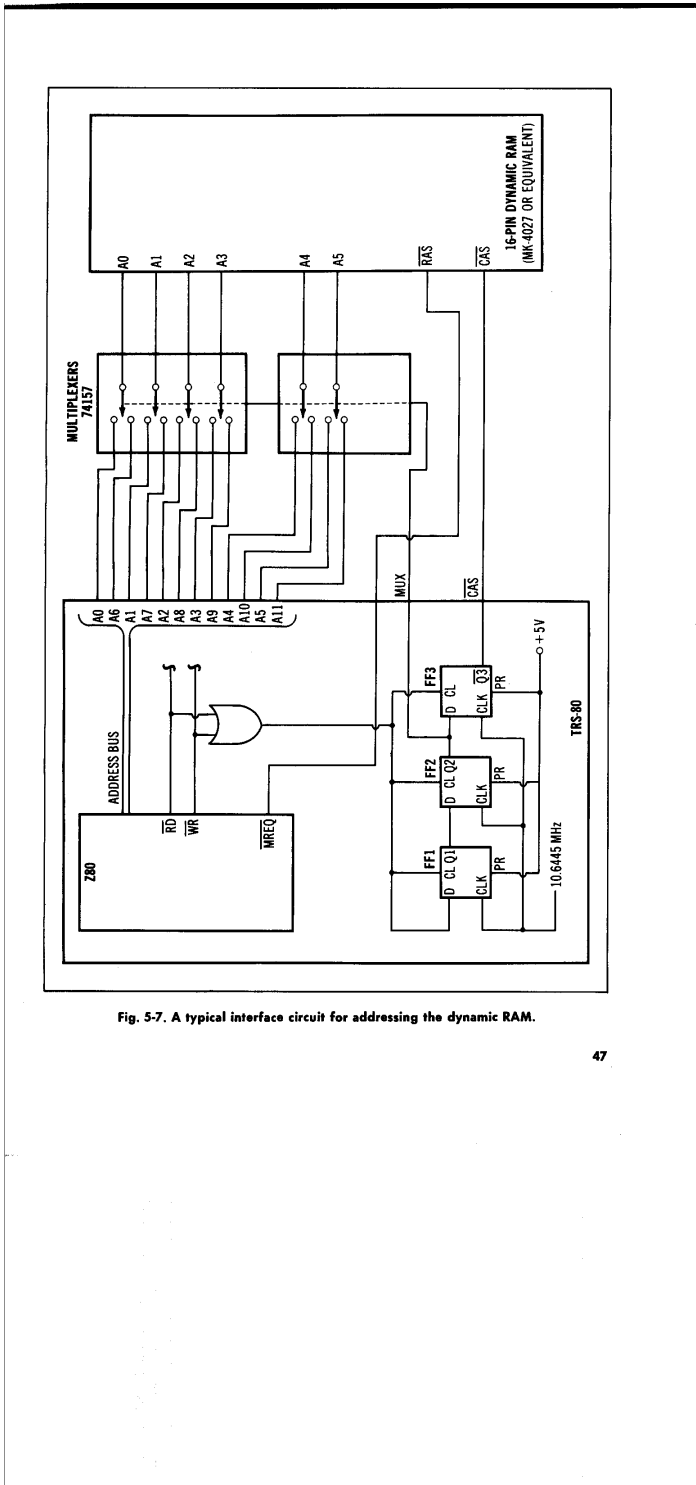 16-PIN DYNAMIC RAM
(MK-4027 OR EQUIVALENT)
A0
A1
A2
A3
A4
A5
RAS
CAS
MULTIPLEXERS
74157
A0
A6
A1
A7
A2
A8
A3
A9
A4
A10
A5
A11
MUX
CAS
ADDRESS BUS
Z80
RD
WR
MREQ
FF1
D CL Q1
CLK
PR
FF2
D CL Q2
CLK
PR
FF3
D CL
CLK Q3
PR
+5V
10.6445 MHz
TRS-80
Fig. 5-7. A typical interface circuit for addressing the dynamic RAM.
47